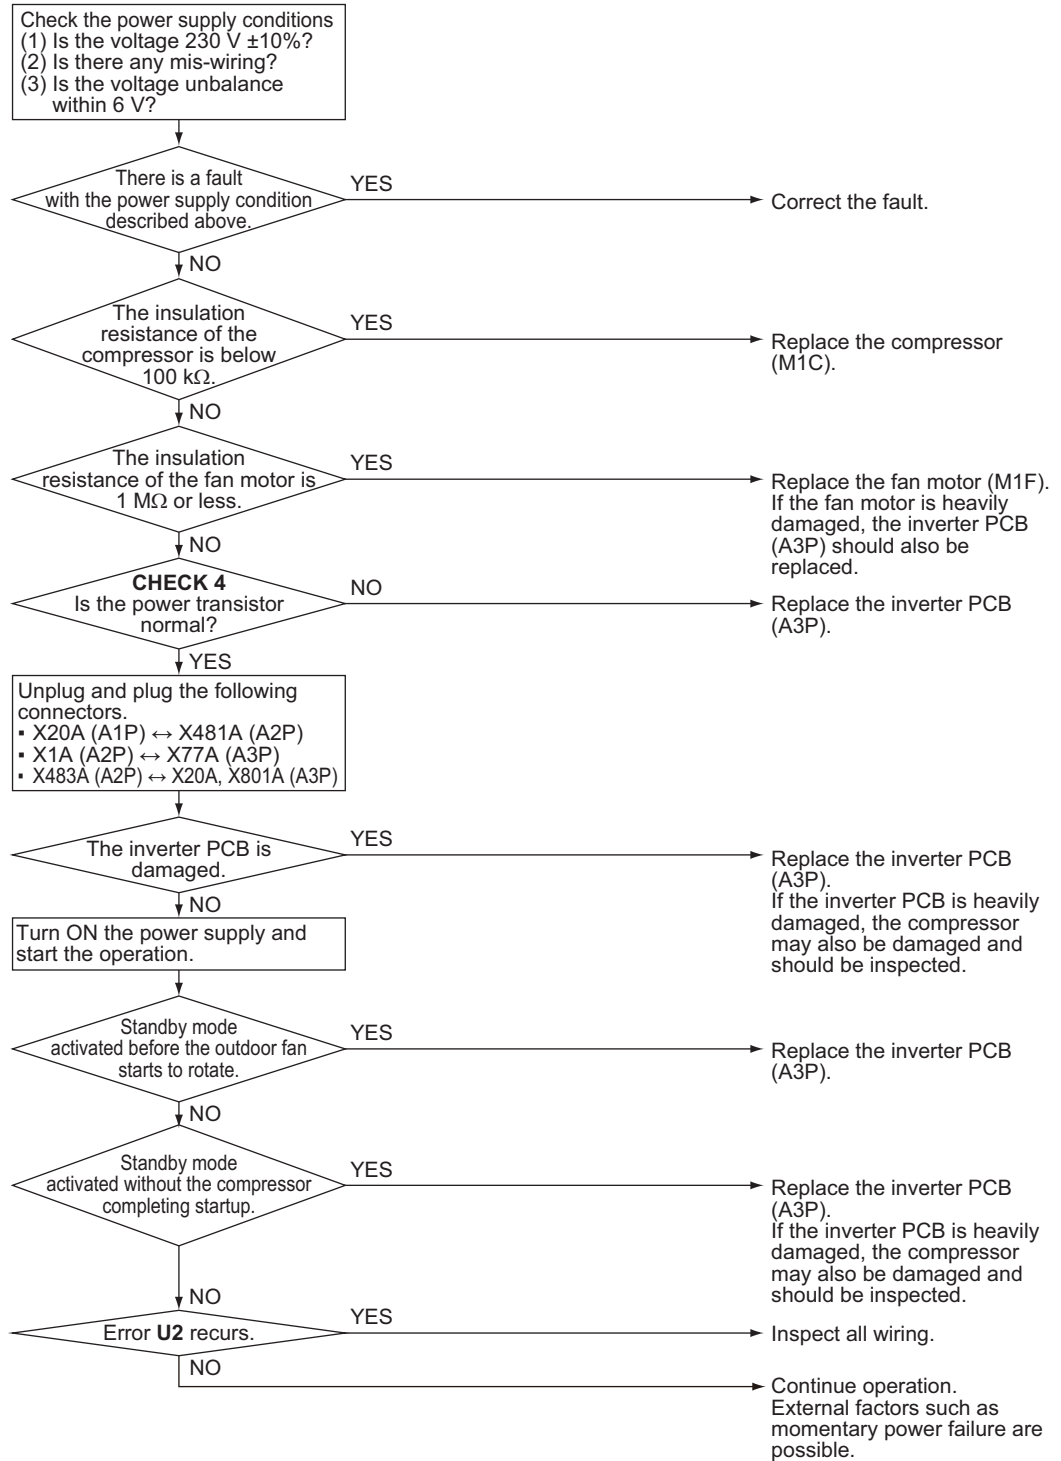 Check the power supply conditions
(1) Is the voltage 230 V ±10%?
(2) Is there any mis-wiring?
(3) Is the voltage unbalance
within 6 V?
There is a fault
with the power supply condition
described above.
YES
Correct the fault.
NO
The insulation
resistance of the
compressor is below
100 kΩ.
YES
Replace the compressor
(M1C).
NO
The insulation
resistance of the fan motor is
1 MΩ or less.
YES
Replace the fan motor (M1F).
If the fan motor is heavily
damaged, the inverter PCB
(A3P) should also be
replaced.
NO
CHECK 4
Is the power transistor
normal?
NO
Replace the inverter PCB
(A3P).
YES
Unplug and plug the following
connectors.
▪ X20A (A1P) ↔ X481A (A2P)
▪ X1A (A2P) ↔ X77A (A3P)
▪ X483A (A2P) ↔ X20A, X801A (A3P)
The inverter PCB is
damaged.
YES
Replace the inverter PCB
(A3P).
If the inverter PCB is heavily
damaged, the compressor
may also be damaged and
should be inspected.
NO
Turn ON the power supply and
start the operation.
Standby mode
activated before the outdoor fan
starts to rotate.
YES
Replace the inverter PCB
(A3P).
NO
Standby mode
activated without the compressor
completing startup.
YES
Replace the inverter PCB
(A3P).
If the inverter PCB is heavily
damaged, the compressor
may also be damaged and
should be inspected.
NO
Error U2 recurs.
YES
Inspect all wiring.
NO
Continue operation.
External factors such as
momentary power failure are
possible.